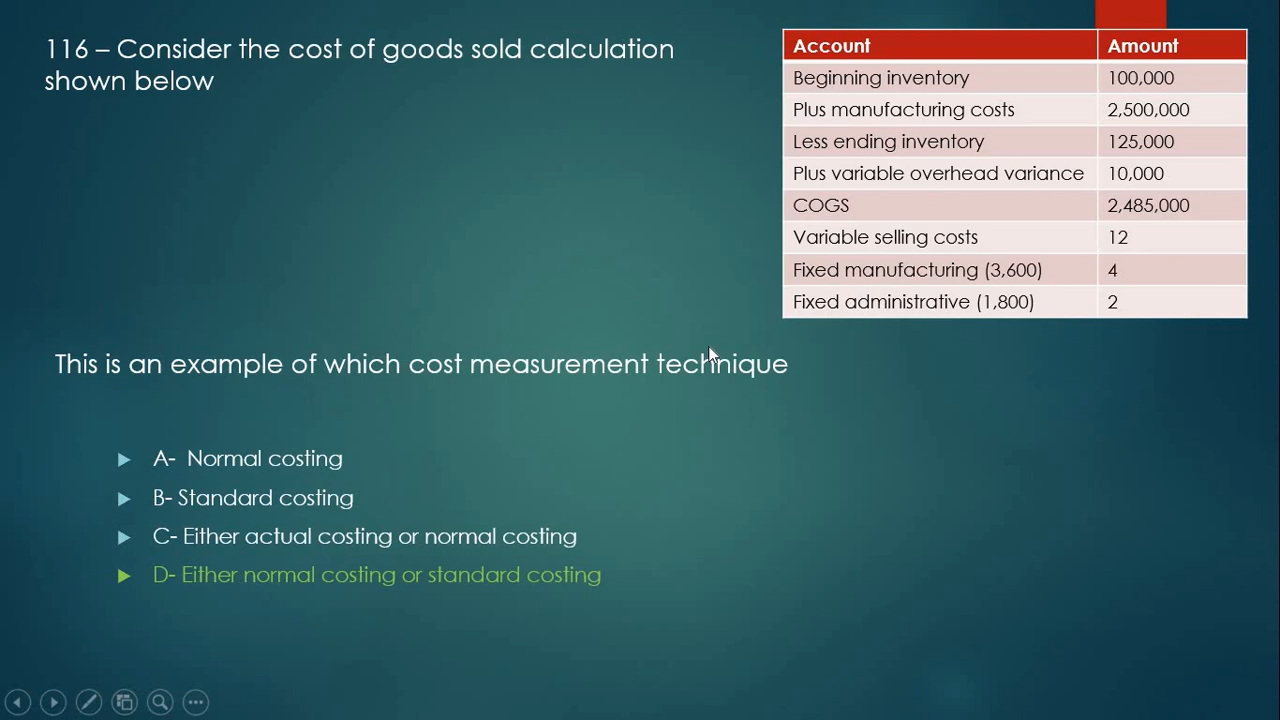 116 – Consider the cost of goods sold calculation
shown below
Account Amount
Beginning inventory 100,000
Plus manufacturing costs 2,500,000
Less ending inventory 125,000
Plus variable overhead variance 10,000
COGS 2,485,000
Variable selling costs 12
Fixed manufacturing (3,600) 4
Fixed administrative (1,800) 2
This is an example of which cost measurement technique
A- Normal costing
B- Standard costing
C- Either actual costing or normal costing
D- Either normal costing or standard costing